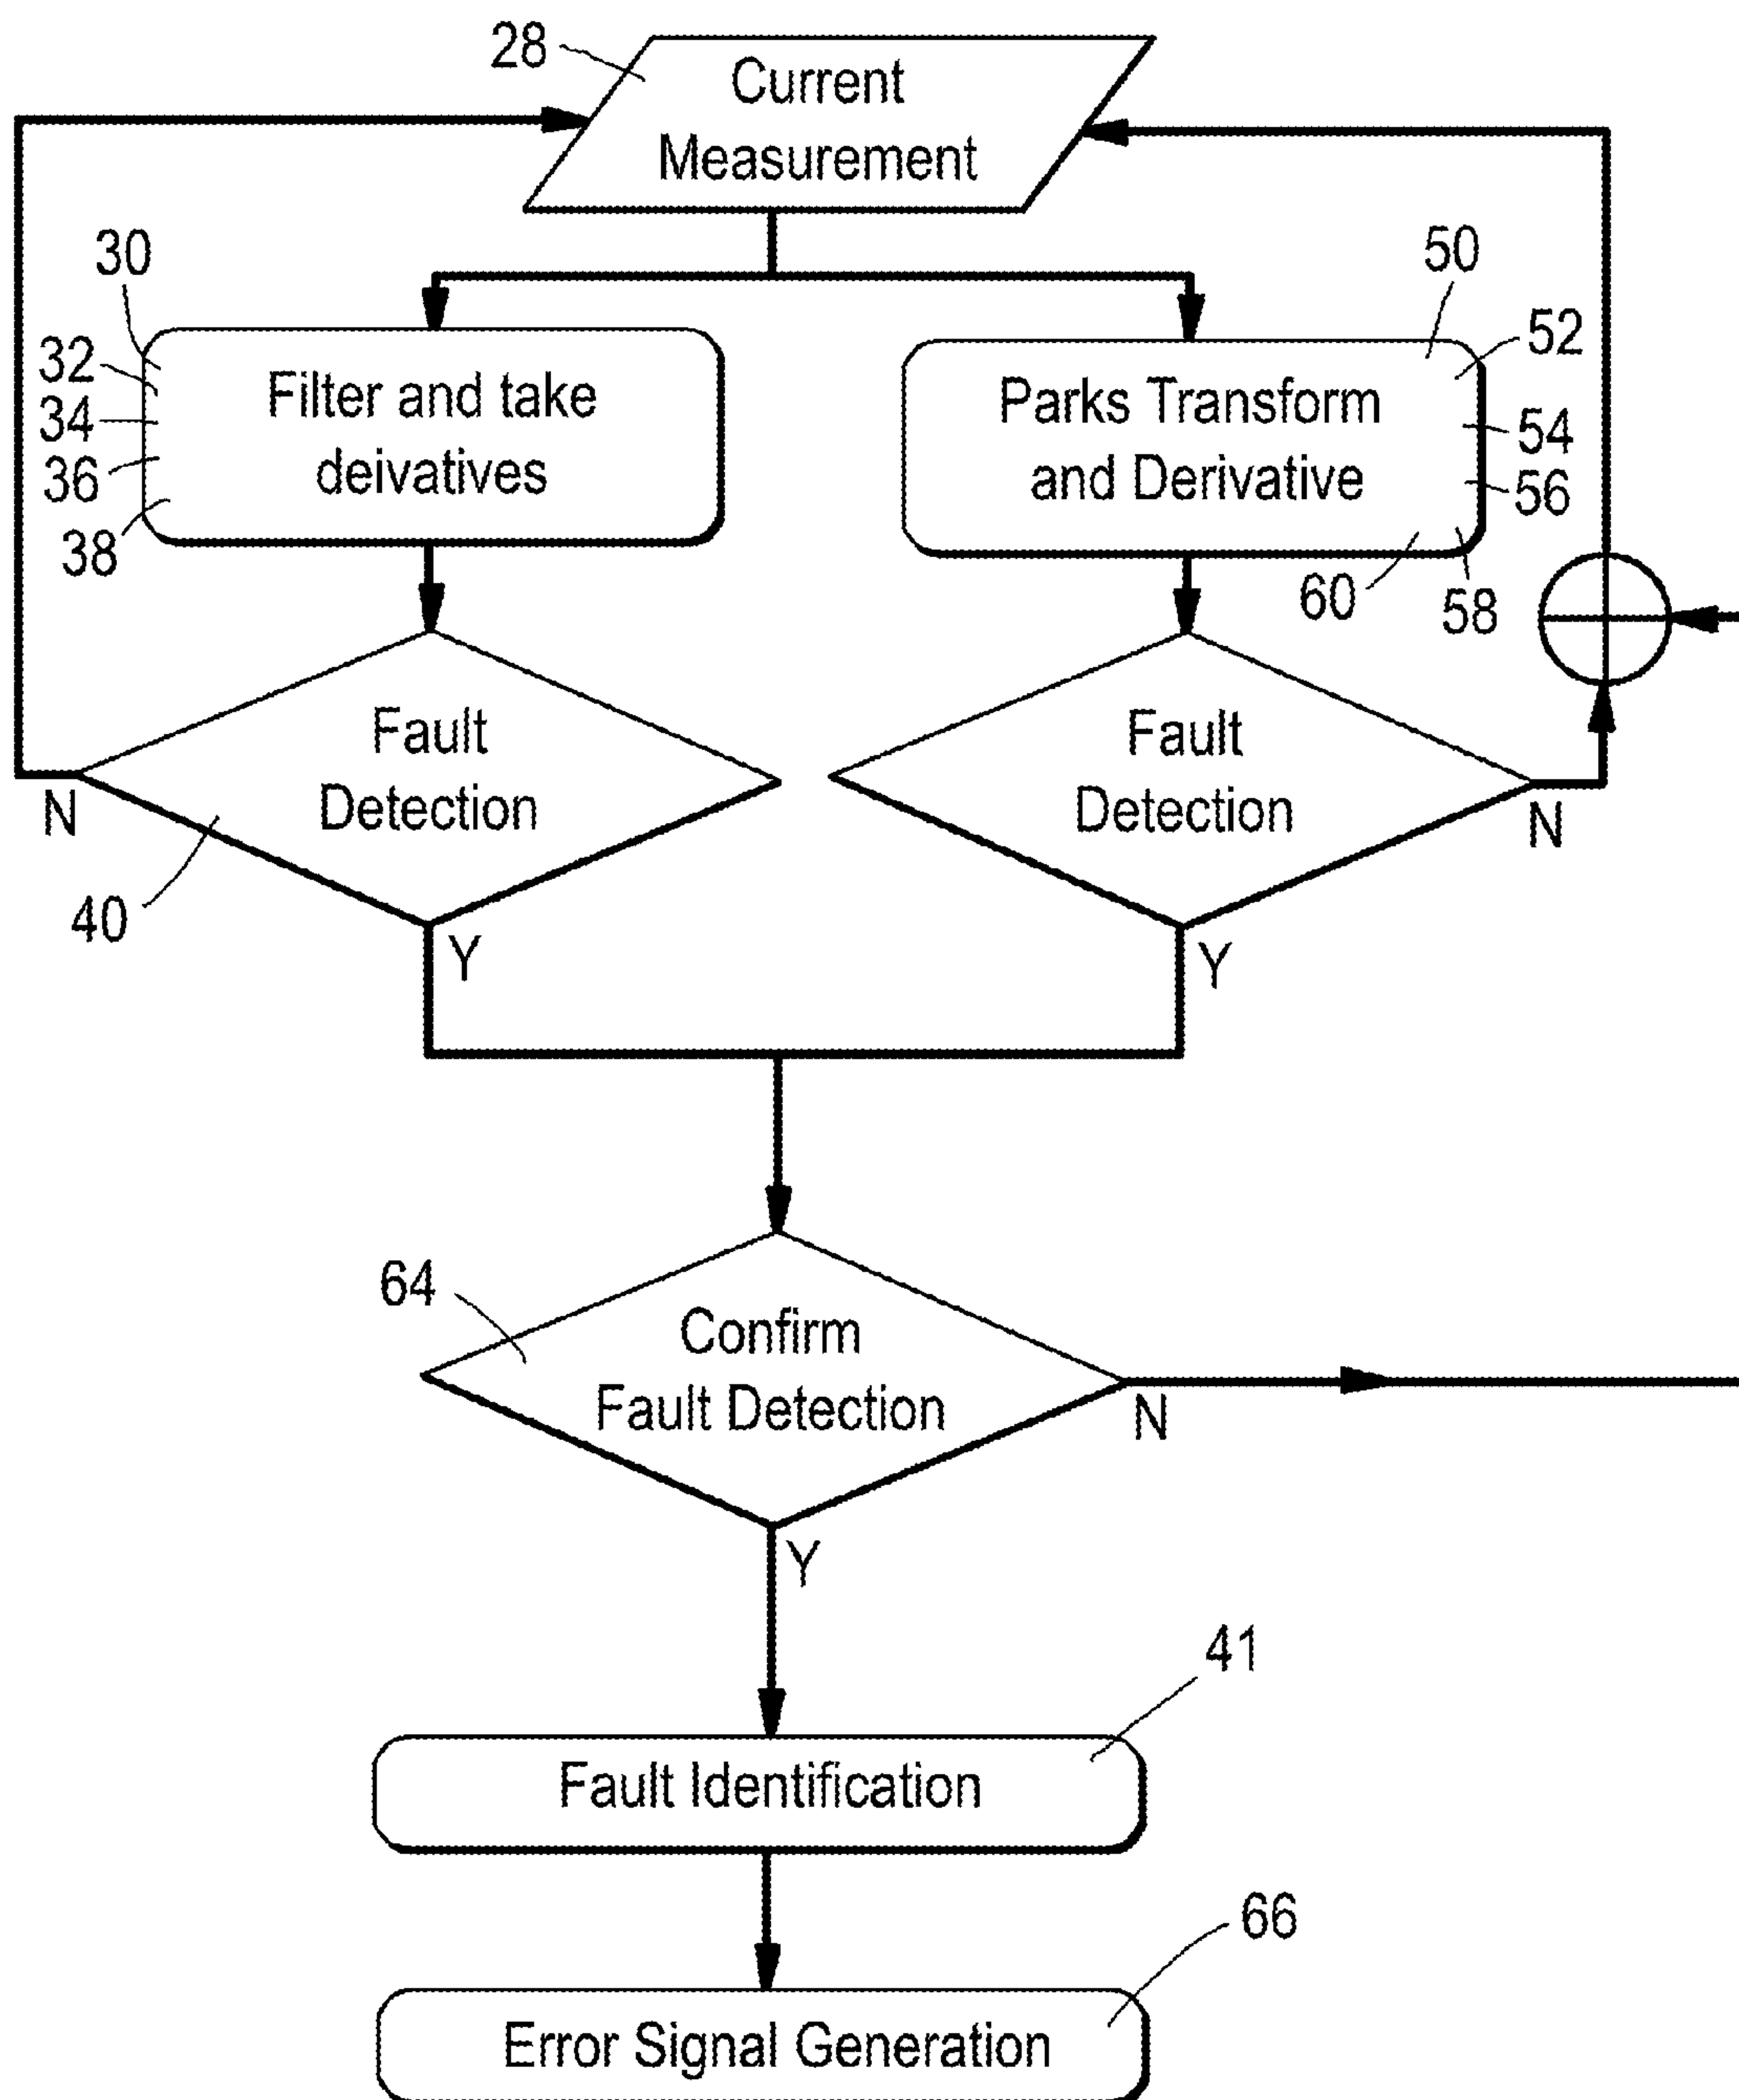 28
Current
Measurement
30
32
34
36
38
Filter and take
deivatives
50
52
54
56
58
60
Parks Transform
and Derivative
Fault
Detection
N
40
Y
Fault
Detection
N
Y
64
Confirm
Fault Detection
N
Y
41
Fault Identification
66
Error Signal Generation